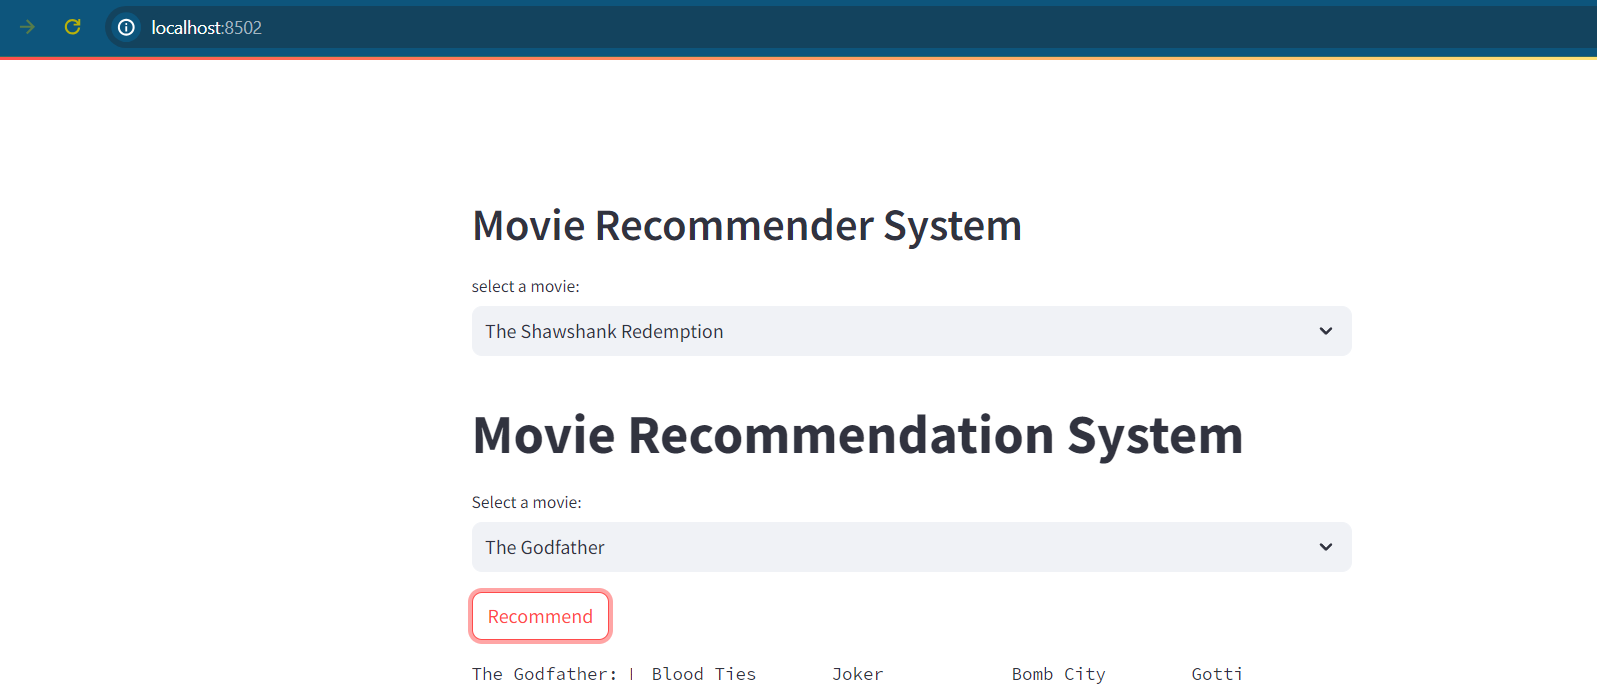 localhost:8502
Movie Recommender System
select a movie:
The Shawshank Redemption
Movie Recommendation System
Select a movie:
The Godfather
Recommend
The Godfather: Blood Ties Joker Bomb City Gotti